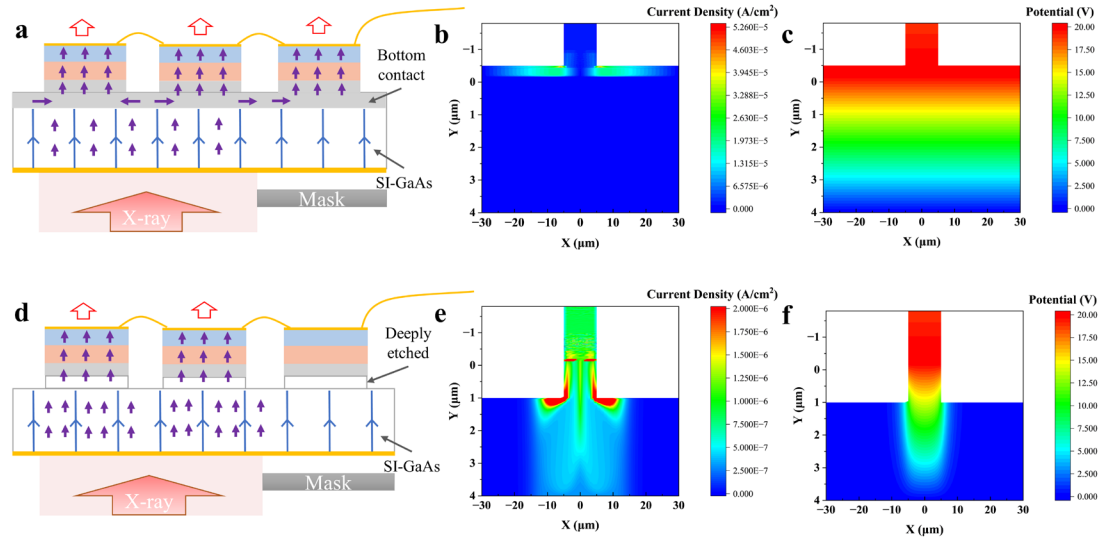 a
Bottom
contact
SI-GaAs
X-ray
Mask
b
Current Density (A/cm²)
−1
0
1
2
3
4
Y (μm)
−30 −20 −10 0 10 20 30
X (μm)
5.260E-5
4.603E-5
3.945E-5
3.288E-5
2.630E-5
1.973E-5
1.315E-5
6.575E-6
0.000
c
Potential (V)
−1
0
1
2
3
4
Y (μm)
−30 −20 −10 0 10 20 30
X (μm)
20.00
17.50
15.00
12.50
10.00
7.500
5.000
2.500
0.000
d
Deeply
etched
SI-GaAs
X-ray
Mask
e
Current Density (A/cm²)
−1
0
1
2
3
4
Y (μm)
−30 −20 −10 0 10 20 30
X (μm)
2.000E-6
1.750E-6
1.500E-6
1.250E-6
1.000E-6
7.500E-7
5.000E-7
2.500E-7
0.000
f
Potential (V)
−1
0
1
2
3
4
Y (μm)
−30 −20 −10 0 10 20 30
X (μm)
20.00
17.50
15.00
12.50
10.00
7.500
5.000
2.500
0.000